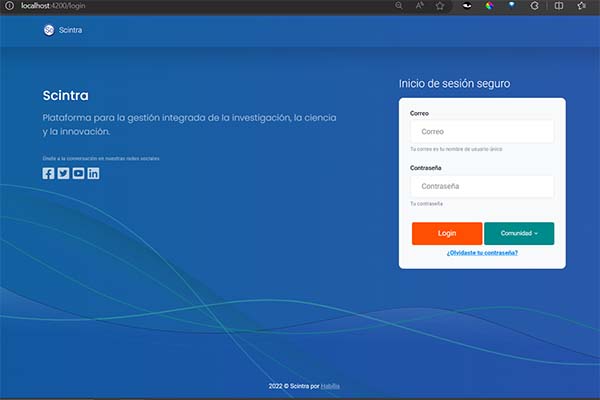 localhost:4200/login
Scintra
Scintra
Plataforma para la gestión integrada de la investigación, la ciencia
y la innovación.
Únete a la conversación en nuestras redes sociales
Inicio de sesión seguro
Correo
Correo
Tu correo es tu nombre de usuario único
Contraseña
Contraseña
Tu contraseña
Login
Comunidad
¿Olvidaste tu contraseña?
2022 © Scintra por Habilis